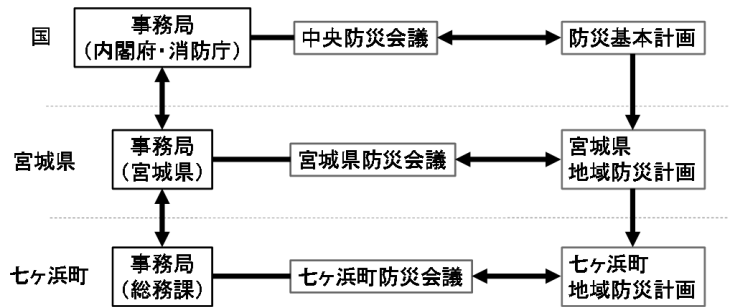 国
事務局
(内閣府・消防庁)
中央防災会議
防災基本計画
宮城県
事務局
(宮城県)
宮城県防災会議
宮城県
地域防災計画
七ヶ浜町
事務局
(総務課)
七ヶ浜町防災会議
七ヶ浜町
地域防災計画